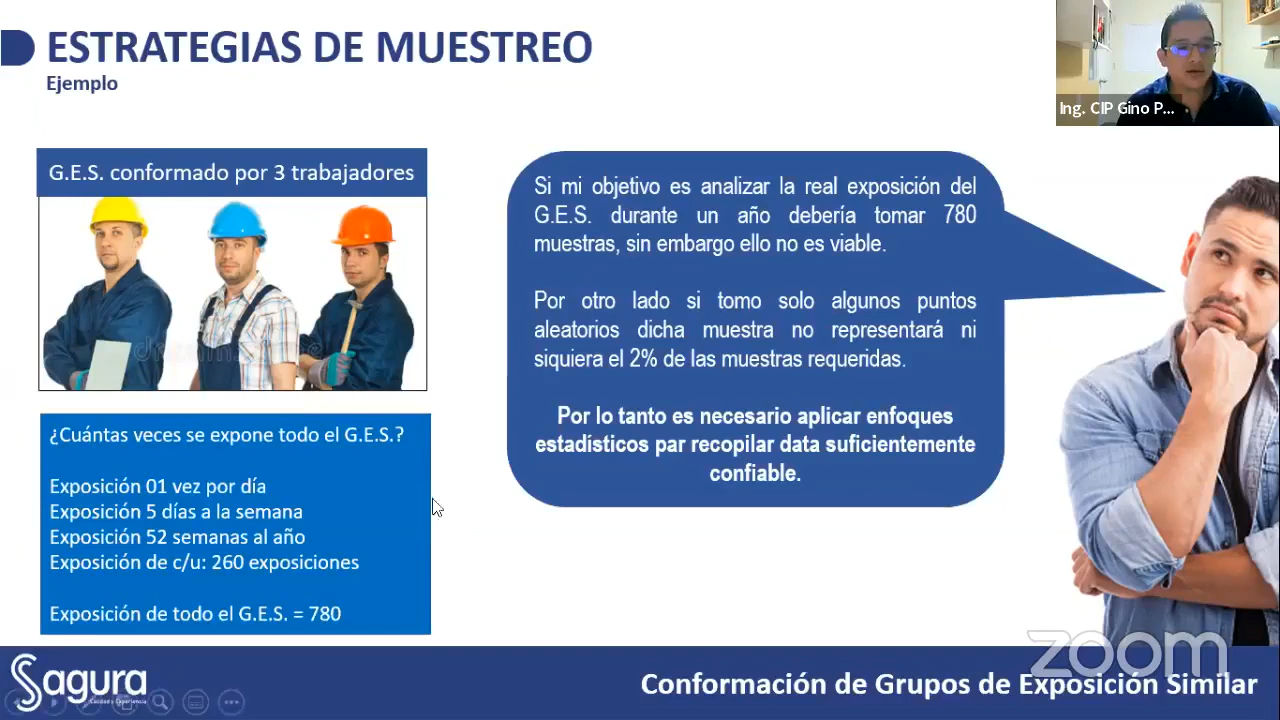 ESTRATEGIAS DE MUESTREO
Ejemplo
Ing. CIP Gino P...
G.E.S. conformado por 3 trabajadores
Si mi objetivo es analizar la real exposición del
G.E.S. durante un año debería tomar 780
muestras, sin embargo ello no es viable.
Por otro lado si tomo solo algunos puntos
aleatorios dicha muestra no representará ni
siquiera el 2% de las muestras requeridas.
Por lo tanto es necesario aplicar enfoques
estadísticos par recopilar data suficientemente
confiable.
¿Cuántas veces se expone todo el G.E.S.?
Exposición 01 vez por día
Exposición 5 días a la semana
Exposición 52 semanas al año
Exposición de c/u: 260 exposiciones
Exposición de todo el G.E.S. = 780
zoom
Sagura
Calidad y Experiencia
Conformación de Grupos de Exposición Similar